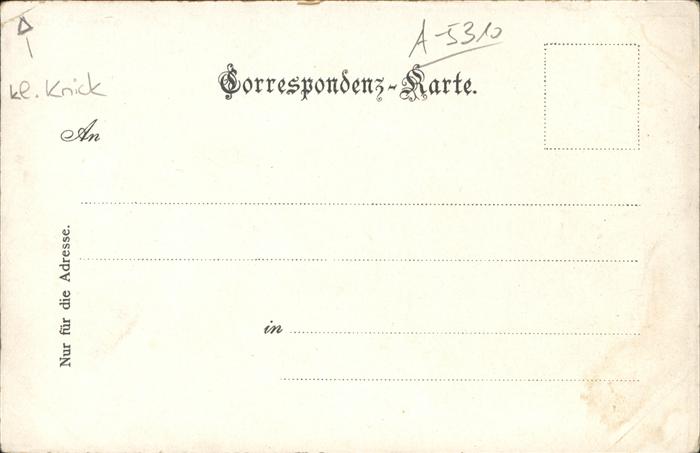 A-5310
Correspondenz-Karte.
kl. Knick
An
Nur für die Adresse.
in